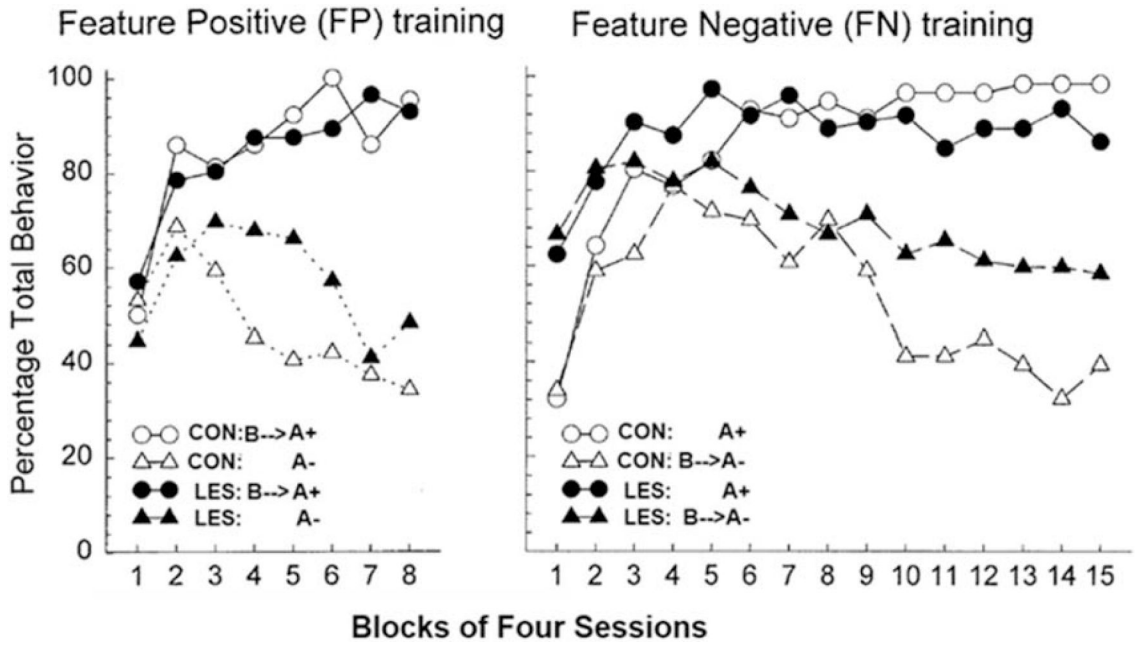 Feature Positive (FP) training
Feature Negative (FN) training
Percentage Total Behavior
100
80
60
40
20
0
CON:B-->A+
CON: A-
LES:B-->A+
LES: A-
CON: A+
CON: B-->A-
LES: A+
LES: B-->A-
1 2 3 4 5 6 7 8
1 2 3 4 5 6 7 8 9 10 11 12 13 14 15
Blocks of Four Sessions